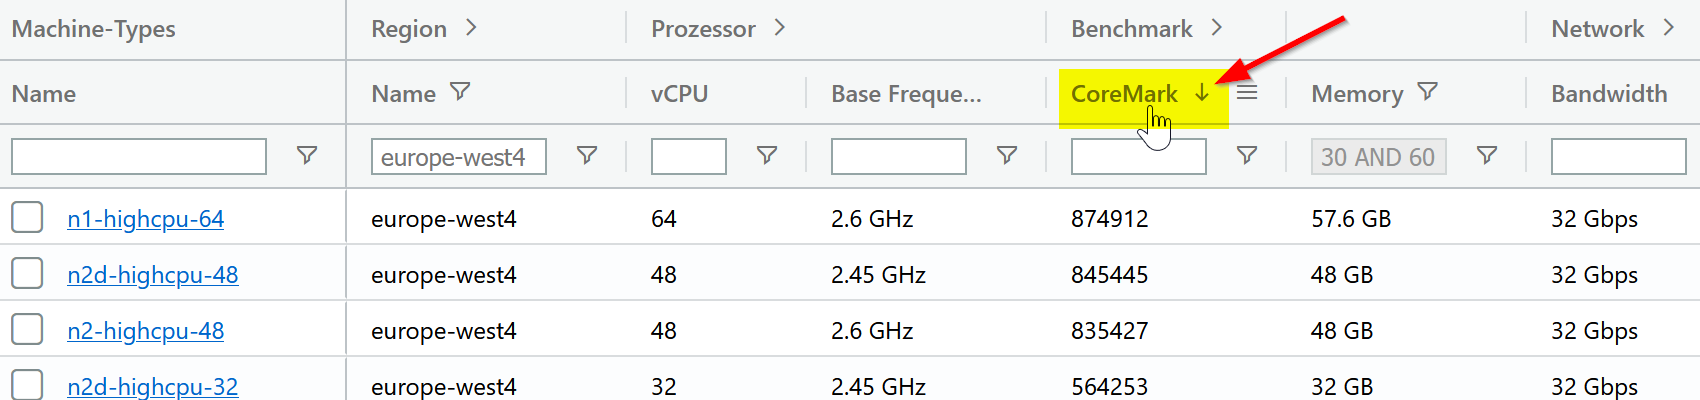 Machine-Types Region Prozessor Benchmark Network
Name Name vCPU Base Freque... CoreMark Memory Bandwidth
europe-west4 30 AND 60
n1-highcpu-64 europe-west4 64 2.6 GHz 874912 57.6 GB 32 Gbps
n2d-highcpu-48 europe-west4 48 2.45 GHz 845445 48 GB 32 Gbps
n2-highcpu-48 europe-west4 48 2.6 GHz 835427 48 GB 32 Gbps
n2d-highcpu-32 europe-west4 32 2.45 GHz 564253 32 GB 32 Gbps